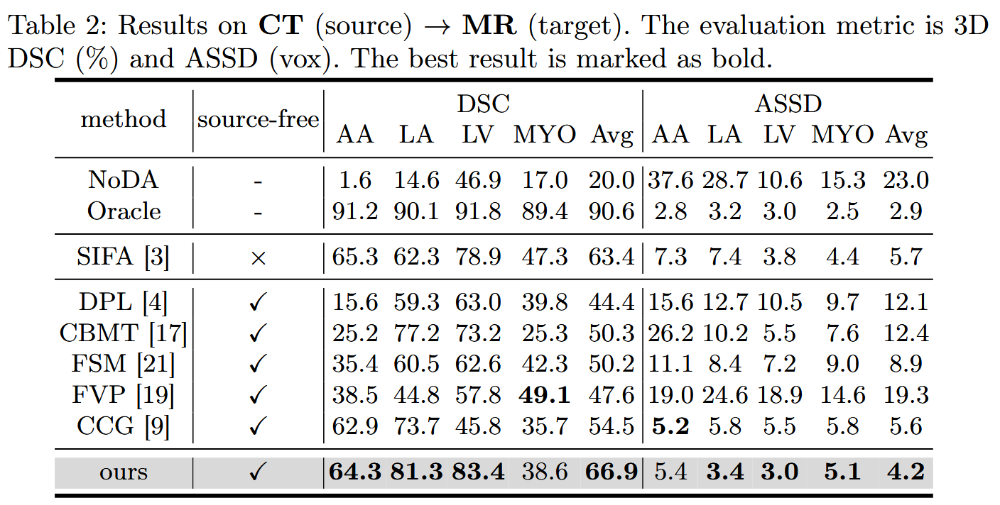 Table 2: Results on CT (source) → MR (target). The evaluation metric is 3D
DSC (%) and ASSD (vox). The best result is marked as bold.
method source-free DSC ASSD
AA LA LV MYO Avg AA LA LV MYO Avg
NoDA - 1.6 14.6 46.9 17.0 20.0 37.6 28.7 10.6 15.3 23.0
Oracle - 91.2 90.1 91.8 89.4 90.6 2.8 3.2 3.0 2.5 2.9
SIFA [3] × 65.3 62.3 78.9 47.3 63.4 7.3 7.4 3.8 4.4 5.7
DPL [4] ✓ 15.6 59.3 63.0 39.8 44.4 15.6 12.7 10.5 9.7 12.1
CBMT [17] ✓ 25.2 77.2 73.2 25.3 50.3 26.2 10.2 5.5 7.6 12.4
FSM [21] ✓ 35.4 60.5 62.6 42.3 50.2 11.1 8.4 7.2 9.0 8.9
FVP [19] ✓ 38.5 44.8 57.8 49.1 47.6 19.0 24.6 18.9 14.6 19.3
CCG [9] ✓ 62.9 73.7 45.8 35.7 54.5 5.2 5.8 5.5 5.8 5.6
ours ✓ 64.3 81.3 83.4 38.6 66.9 5.4 3.4 3.0 5.1 4.2